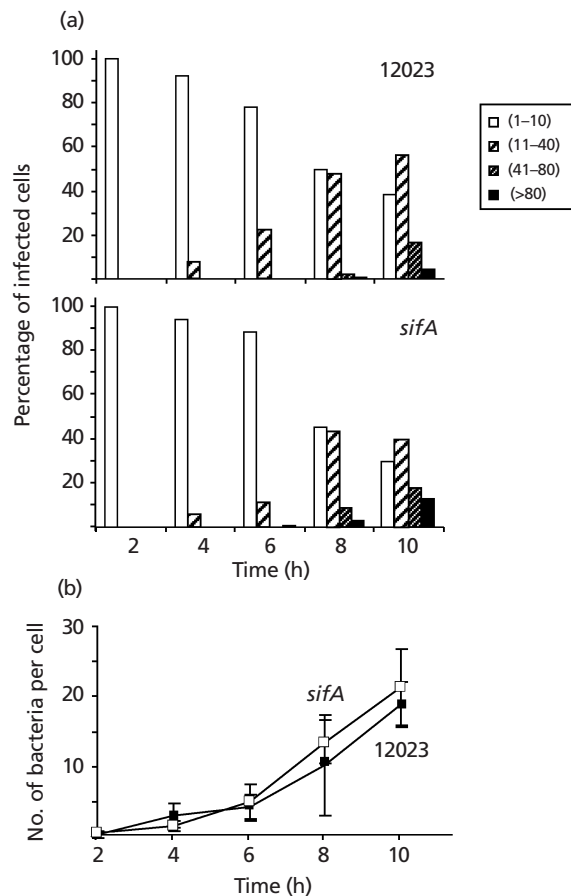 (a)
12023
100
80
60
40
20
(1–10)
(11–40)
(41–80)
(>80)
Percentage of infected cells
sifA
100
80
60
40
20
2 4 6 8 10
Time (h)
(b)
No. of bacteria per cell
30
20
10
sifA
12023
2 4 6 8 10
Time (h)